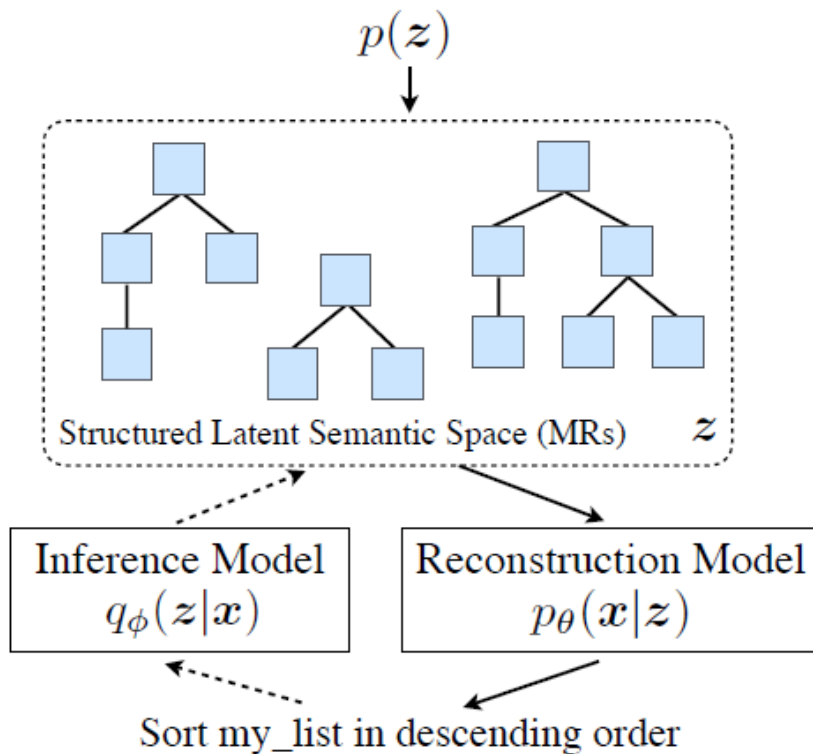 p(z)
Structured Latent Semantic Space (MRs) z
Inference Model
qϕ(z|x)
Reconstruction Model
pθ(x|z)
Sort my_list in descending order